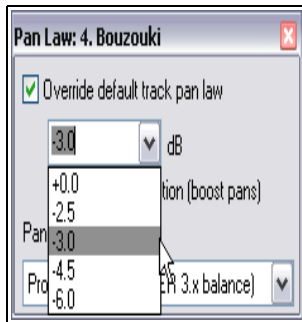 Pan Law: 4. Bouzouki
Override default track pan law
-3.0 dB
+0.0
-2.5 tion (boost pans)
Pan -3.0
-4.5
Pro ER 3.x balance)
-6.0